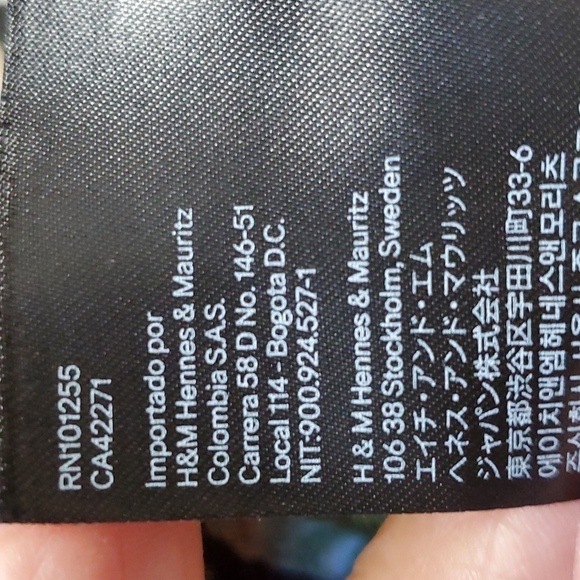 RN101255
CA42271
Importado por
H&M Hennes & Mauritz
Colombia S.A.S.
Carrera 58 D No. 146-51
Local 114 - Bogota D.C.
NIT:900.924.527-1
H & M Hennes & Mauritz
106 38 Stockholm, Sweden
エイチ・アンド・エム
ヘネス・アンド・マウリッツ
ジャパン株式会社
東京都渋谷区宇田川町33-6
에이치앤엠헤네스앤모리츠